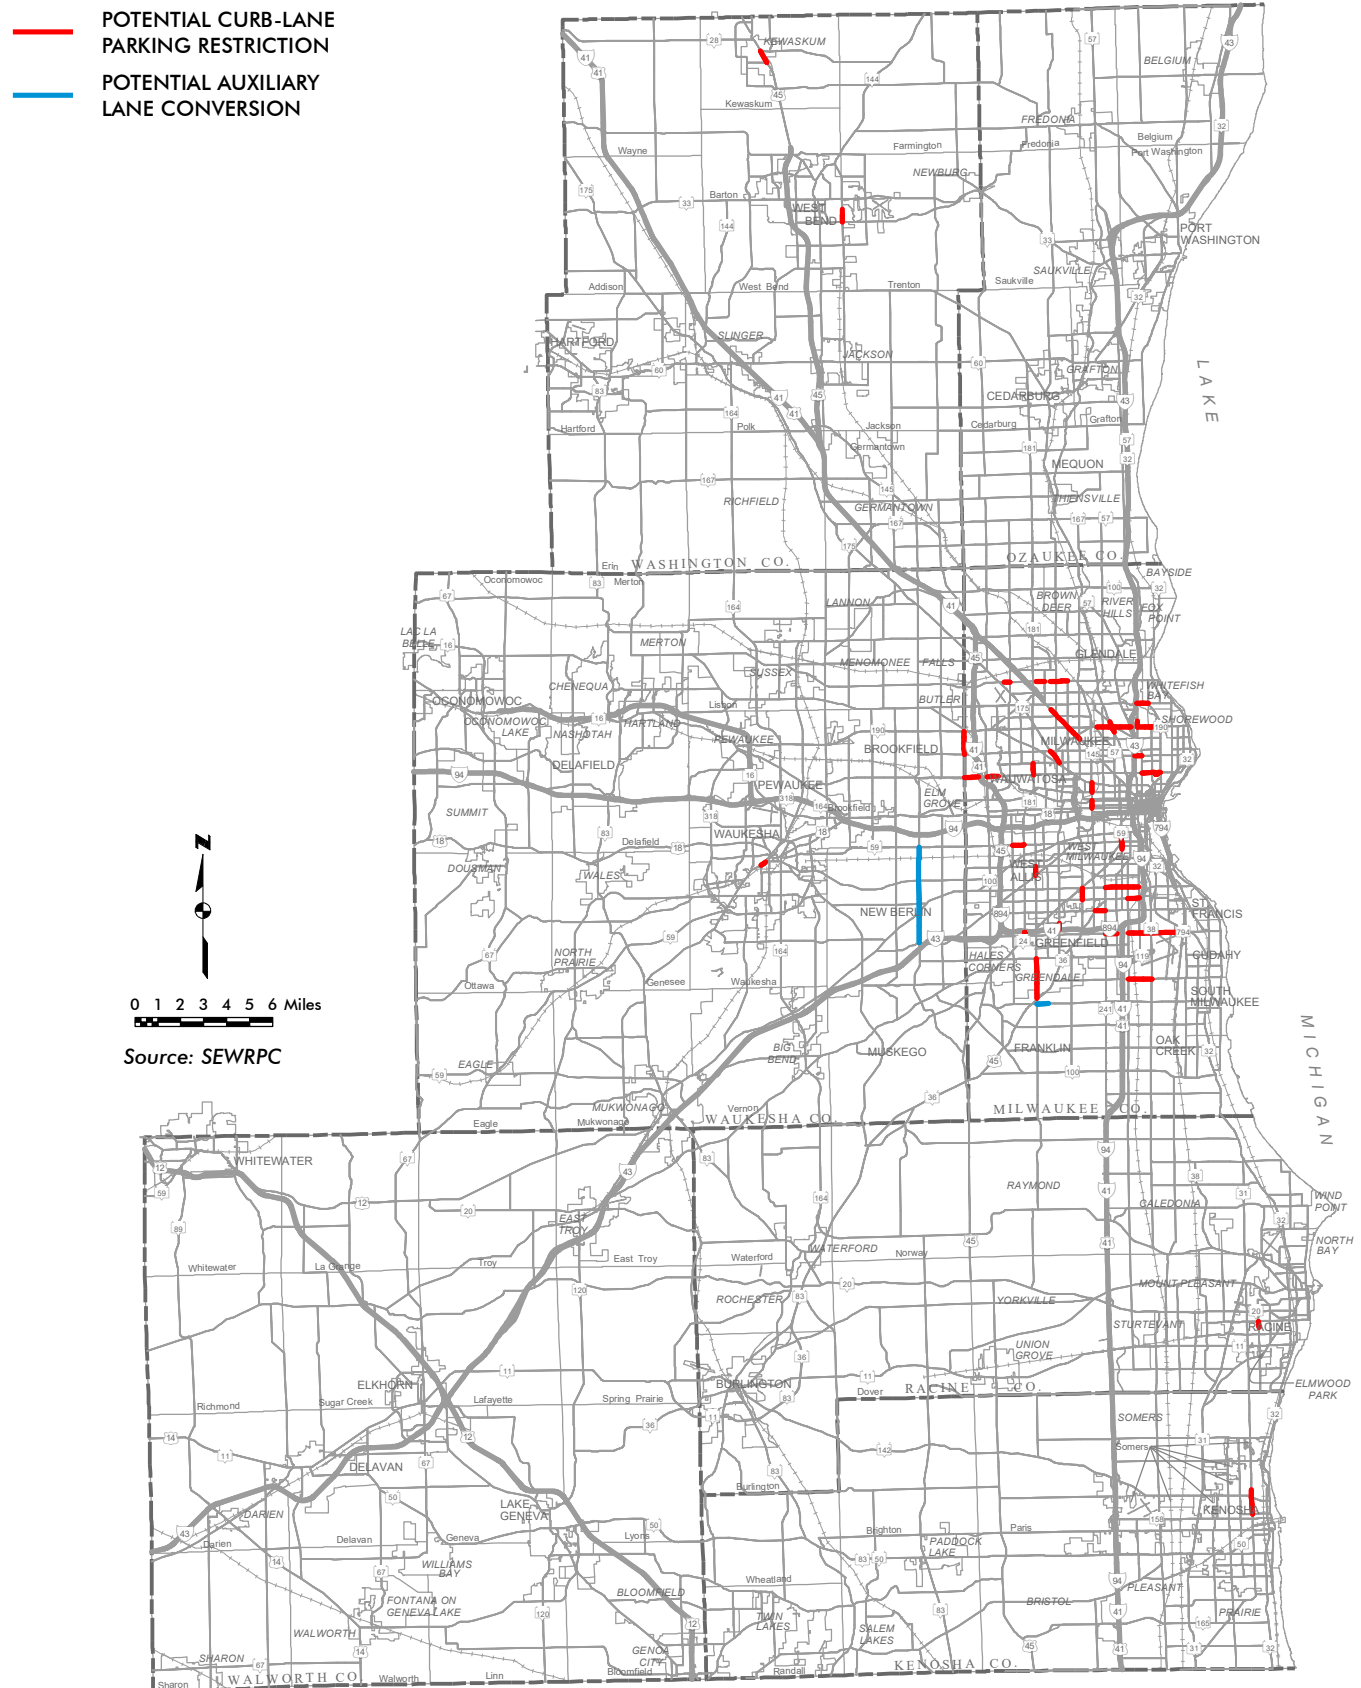 POTENTIAL CURB-LANE
PARKING RESTRICTION
POTENTIAL AUXILIARY
LANE CONVERSION
KEWASKUM
BELGIUM
Kewaskum
FREDONIA
Belgium
Wayne
Farmington
Fredonia
Port Washington
NEWBURG
Barton
WEST
BEND
PORT
WASHINGTON
SAUKVILLE
Addison
West Bend
Trenton
Saukville
HARTFORD
SLINGER
JACKSON
GRAFTON
CEDARBURG
LAKE
Hartford
Polk
Jackson
Cedarburg
Grafton
Germantown
MEQUON
RICHFIELD
GERMANTOWN
THIENSVILLE
Erin
WASHINGTON CO.
OZAUKEE CO.
Oconomowoc
Merton
BAYSIDE
LANNON
BROWN
DEER
RIVER
HILLS
FOX
POINT
LAC LA
BELLE
MERTON
GLENDALE
CHENEQUA
SUSSEX
MENOMONEE FALLS
OCONOMOWOC
Lisbon
BUTLER
WHITEFISH
BAY
OCONOMOWOC
LAKE
NASHOTAH
HARTLAND
PEWAUKEE
SHOREWOOD
BROOKFIELD
MILWAUKEE
DELAFIELD
PEWAUKEE
WAUWATOSA
SUMMIT
Brookfield
ELM
GROVE
WAUKESHA
Delafield
WEST
MILWAUKEE
DOUSMAN
WALES
WEST
ALLIS
NEW BERLIN
ST.
FRANCIS
NORTH
PRAIRIE
GREENFIELD
HALES
CORNERS
CUDAHY
GREENDALE
Ottawa
Genesee
Waukesha
SOUTH
MILWAUKEE
0 1 2 3 4 5 6 Miles
Source: SEWRPC
N
EAGLE
BIG
BEND
MUSKEGO
FRANKLIN
OAK
CREEK
MICHIGAN
MUKWONAGO
Vernon
Eagle
Mukwonago
WAUKESHA CO.
MILWAUKEE CO.
WHITEWATER
RAYMOND
CALEDONIA
WIND
POINT
EAST
TROY
NORTH
BAY
Whitewater
La Grange
Troy
East Troy
Waterford
WATERFORD
Norway
ROCHESTER
YORKVILLE
MOUNT PLEASANT
STURTEVANT
RACINE
UNION
GROVE
ELKHORN
BURLINGTON
Dover
RACINE CO.
ELMWOOD
PARK
Richmond
Sugar Creek
Lafayette
Spring Prairie
SOMERS
Somers
DELAVAN
Burlington
LAKE
GENEVA
KENOSHA
DARIEN
Darien
Delavan
Geneva
Lyons
Brighton
Paris
PADDOCK
LAKE
WILLIAMS
BAY
Wheatland
BLOOMFIELD
BRISTOL
PLEASANT
PRAIRIE
FONTANA ON
GENEVA LAKE
TWIN
LAKES
SALEM
LAKES
WALWORTH
GENOA
CITY
SHARON
Sharon
WALWORTH CO.
Walworth
Linn
Bloomfield
Randall
KENOSHA CO.